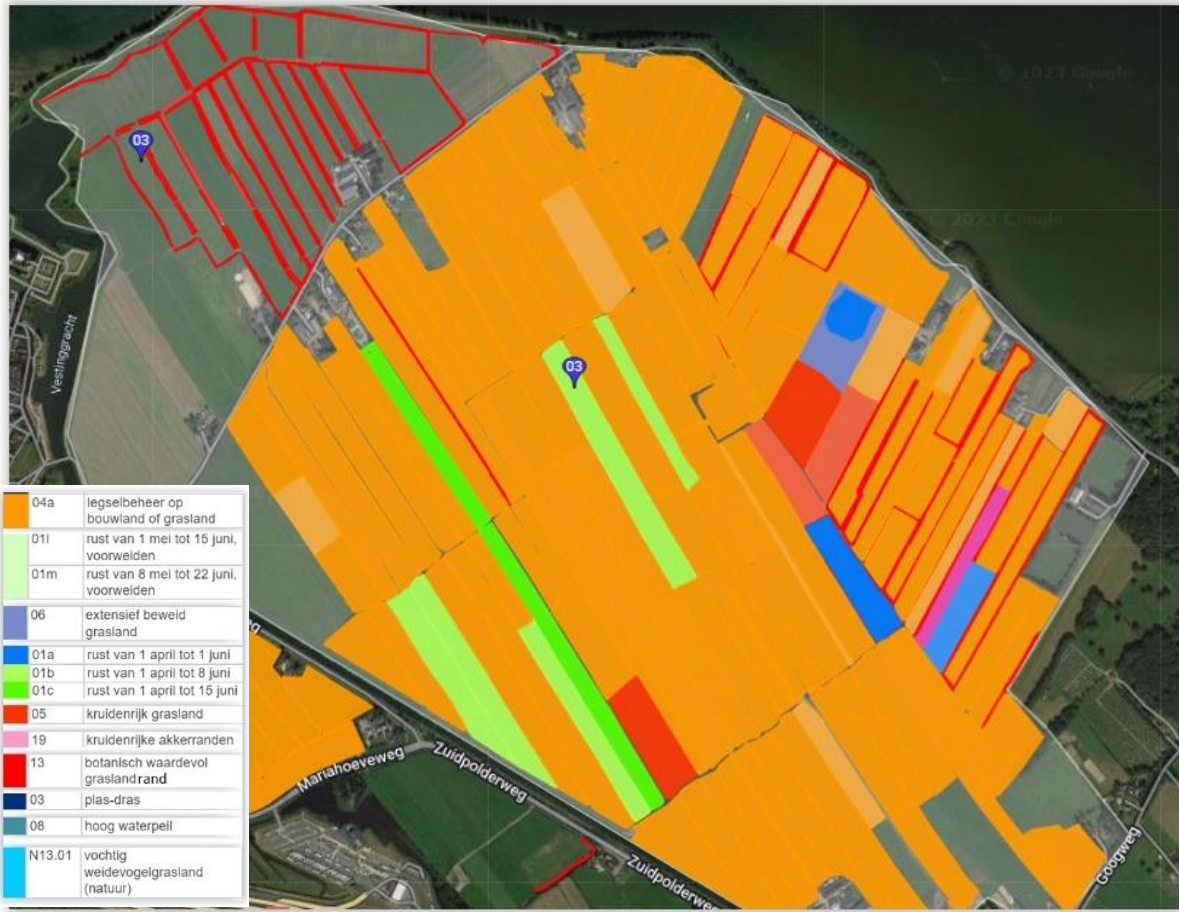 © 2023 Google
03
© 2023 Google
Vestinggracht
03
04a legselbeheer op
bouwland of grasland
01l rust van 1 mei tot 15 juni,
voorweiden
01m rust van 8 mei tot 22 juni,
voorweiden
06 extensief beweid
grasland
01a rust van 1 april tot 1 juni
01b rust van 1 april tot 8 juni
01c rust van 1 april tot 15 juni
05 kruidenrijk grasland
19 kruidenrijke akkerranden
13 botanisch waardevol
graslandrand
03 plas-dras
08 hoog waterpeil
N13.01 vochtig
weidevogelgrasland
(natuur)
eg
Mariahoeveweg
Zuidpolderweg
Zuidpolderweg
Googweg